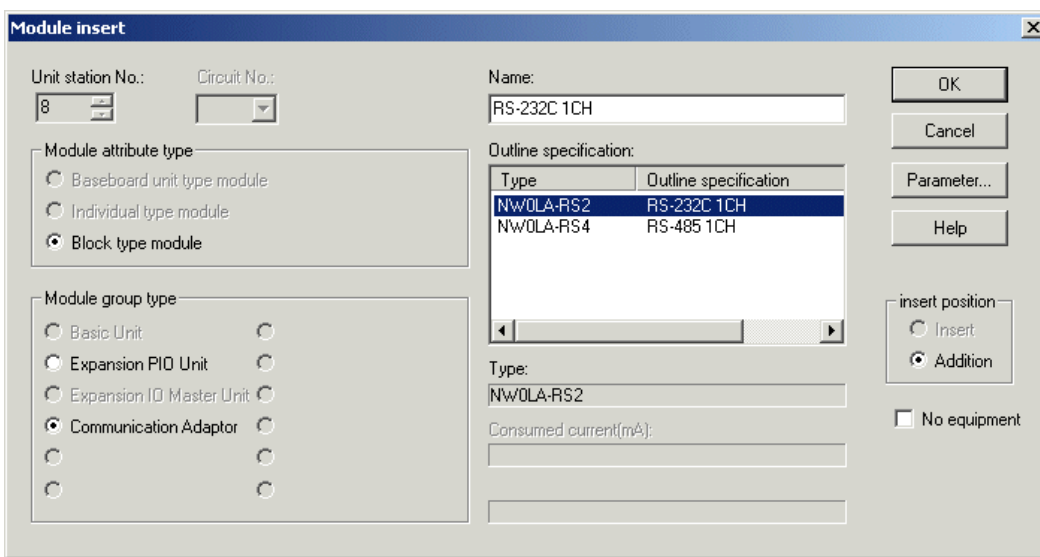 Module insert
Unit station No.:
Circuit No.:
8
Module attribute type
Baseboard unit type module
Individual type module
Block type module
Module group type
Basic Unit
Expansion PIO Unit
Expansion IO Master Unit
Communication Adaptor
Name:
RS-232C 1CH
Outline specification:
Type Outline specification
NW0LA-RS2 RS-232C 1CH
NW0LA-RS4 RS-485 1CH
Type:
NW0LA-RS2
Consumed current(mA):
OK
Cancel
Parameter...
Help
insert position
Insert
Addition
No equipment